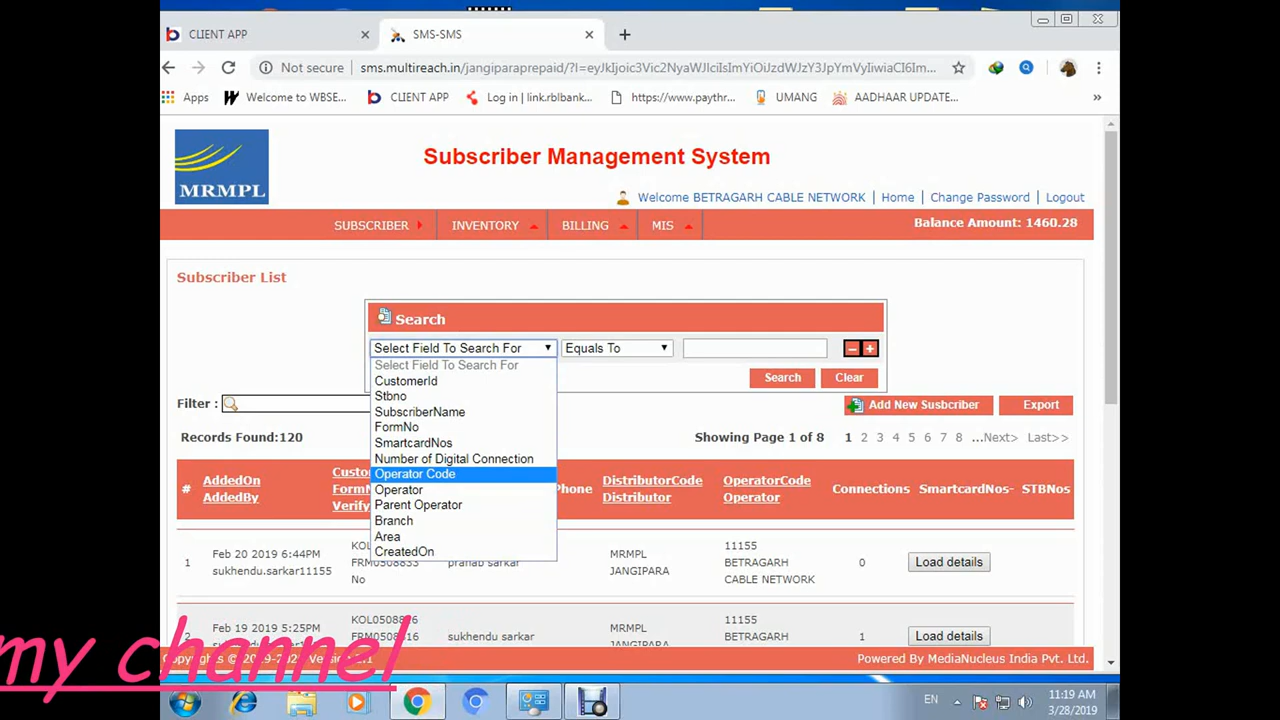 CLIENT APP
SMS-SMS
Not secure | sms.multireach.in/jangiparaprepaid/?l=eyJkIjoic3Vic2NyaWJlciIsImYiOiJzdWJzY3JpYmVyIiwiaCI6Im...
Apps
Welcome to WBSE...
CLIENT APP
Log in | link.rblbank...
https://www.paythr...
UMANG
AADHAAR UPDATE...
»
MRMPL
Subscriber Management System
Welcome BETRAGARH CABLE NETWORK | Home | Change Password | Logout
SUBSCRIBER INVENTORY BILLING MIS
Balance Amount: 1460.28
Subscriber List
Search
Select Field To Search For
Equals To
Select Field To Search For
CustomerId
Stbno
SubscriberName
FormNo
SmartcardNos
Number of Digital Connection
Operator Code
Operator
Parent Operator
Branch
Area
CreatedOn
Search
Clear
Filter :
Add New Susbcriber
Export
Records Found:120
Showing Page 1 of 8
1 2 3 4 5 6 7 8 ...Next> Last>>
#
AddedOn
AddedBy
Custo
FormN
Verify
Phone
DistributorCode
Distributor
OperatorCode
Operator
Connections
SmartcardNos-
STBNos
1
Feb 20 2019 6:44PM
sukhendu.sarkar11155
KOL
FRM0508833
No
pranab sarkar
MRMPL
JANGIPARA
11155
BETRAGARH
CABLE NETWORK
0
Load details
2
Feb 19 2019 5:25PM
sukhendu sarkar
MRMPL
JANGIPARA
11155
BETRAGARH
1
Load details
my channel
Powered By MediaNucleus India Pvt. Ltd.
EN
11:19 AM
3/28/2019